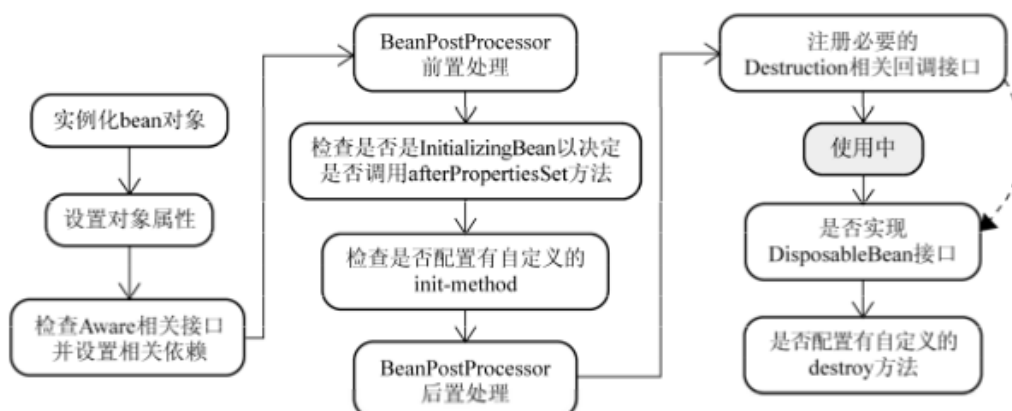 实例化bean对象
设置对象属性
检查Aware相关接口
并设置相关依赖
BeanPostProcessor
前置处理
检查是否是InitializingBean以决定
是否调用afterPropertiesSet方法
检查是否配置有自定义的
init-method
BeanPostProcessor
后置处理
注册必要的
Destruction相关回调接口
使用中
是否实现
DisposableBean接口
是否配置有自定义的
destroy方法